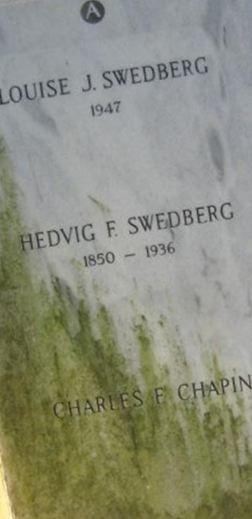 A
LOUISE J. SWEDBERG
1947
HEDVIG F. SWEDBERG
1850 – 1936
CHARLES F. CHAPIN